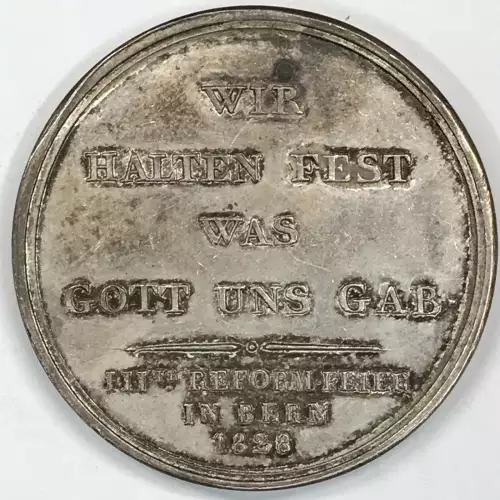 WIR
HALTEN FEST
WAS
GOTT UNS GAB
IIITE REFORM-FEIER
IN BERN
1828